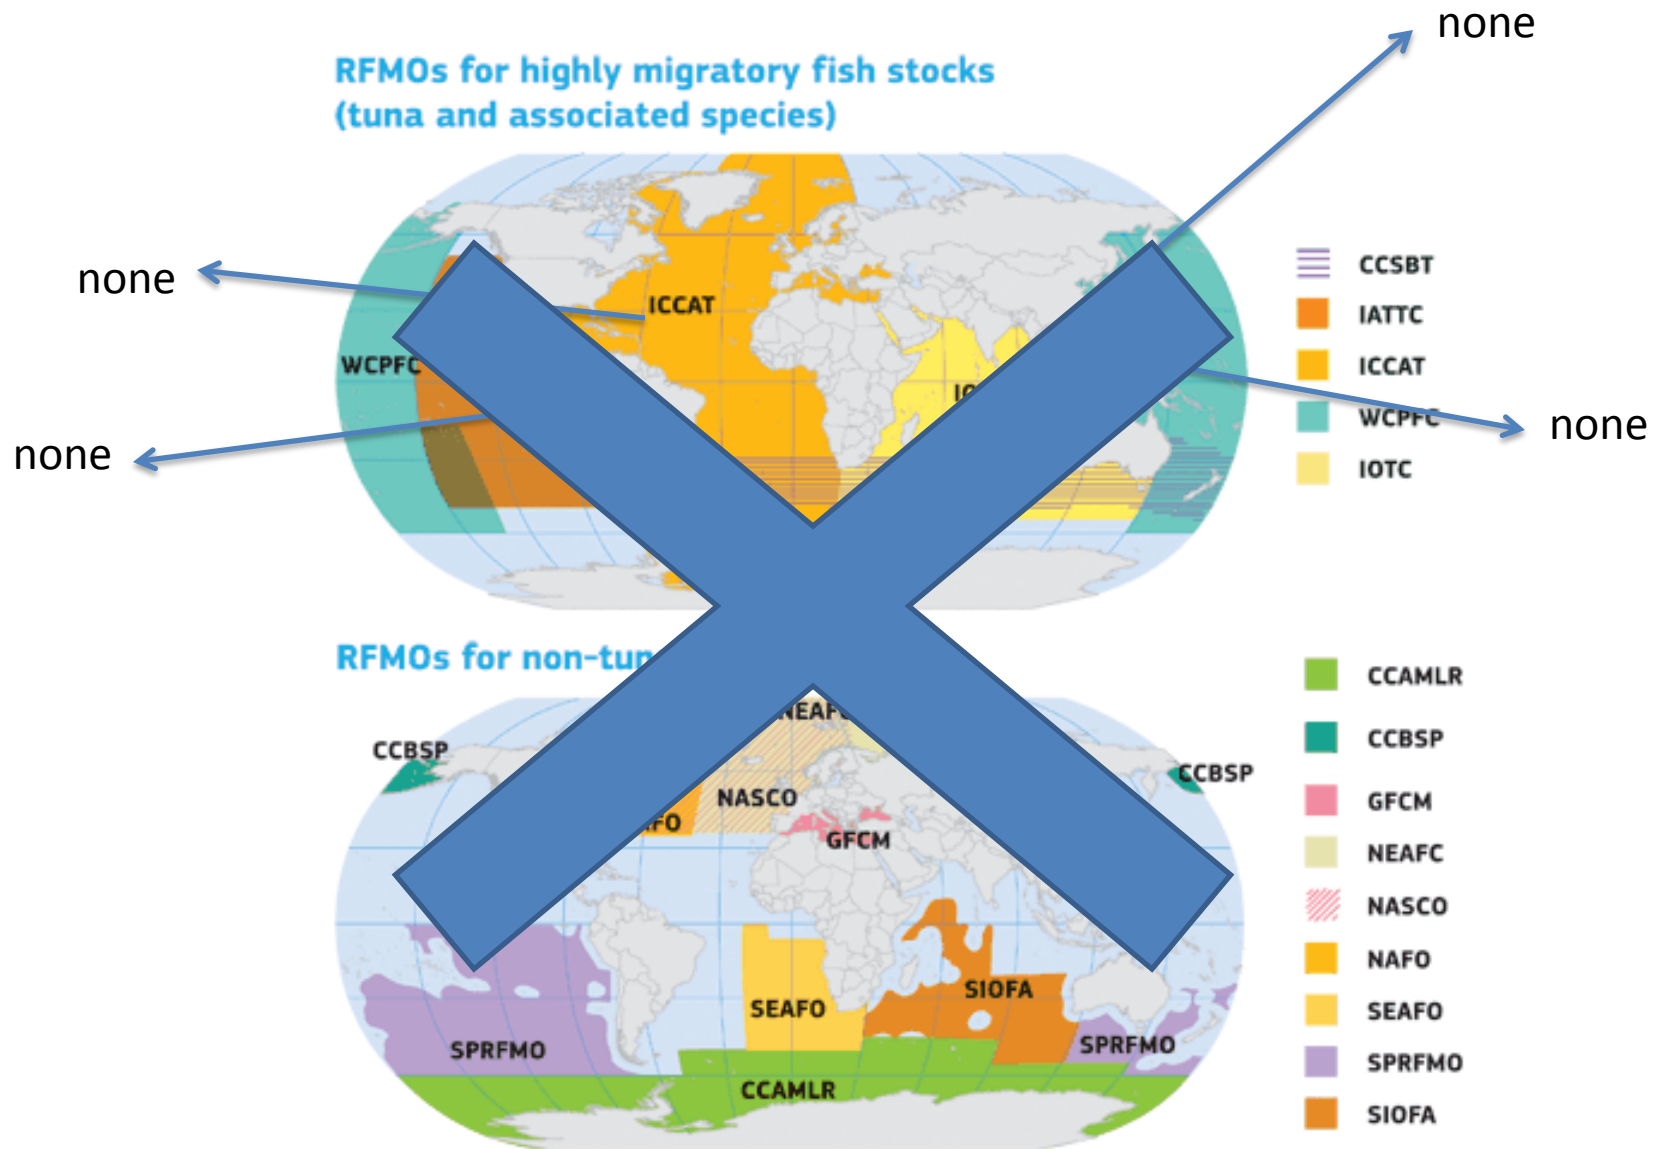 none
RFMOs for highly migratory fish stocks
(tuna and associated species)
none
ICCAT
WCPFC
none
none
CCSBT
IATTC
ICCAT
WCPFC
IOTC
RFMOs for
NEAFC
CCBSP
NASCO
GFCM
CCBSP
SEAFO
SIOFA
SPRFMO
SPRFMO
CCAMLR
CCAMLR
CCBSP
GFCM
NEAFC
NASCO
NAFO
SEAFO
SPRFMO
SIOFA